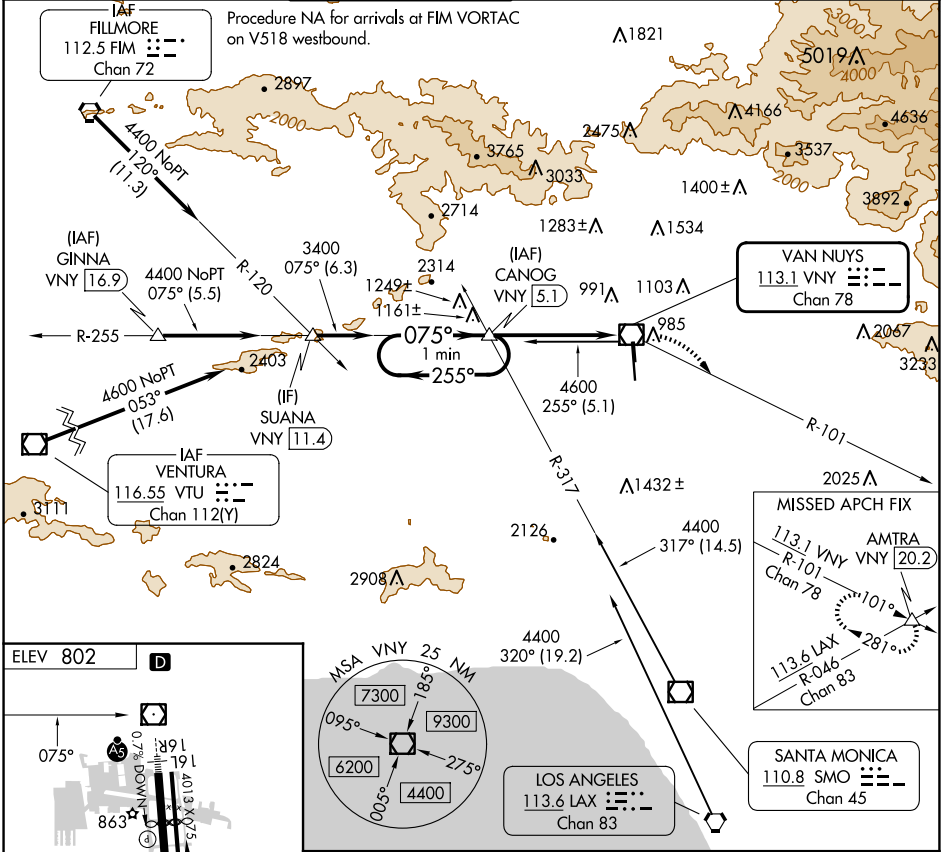 IAF
FILLMORE
112.5 FIM
Chan 72
Procedure NA for arrivals at FIM VORTAC
on V518 westbound.
1821
5019
3000
4000
2897
2000
4166
4636
2475
3765
3033
3537
2000
4400 NoPT
120°
(11.3)
1400±
3892
2714
1283±
1534
(IAF)
GINNA
VNY 16.9
4400 NoPT
075° (5.5)
R-120
3400
075° (6.3)
2314
1249±
1161±
(IAF)
CANOG
VNY 5.1
991
1103
VAN NUYS
113.1 VNY
Chan 78
R-255
075°
1 min
255°
985
2067
3233
2403
4600 NoPT
053°
(17.6)
(IF)
SUANA
VNY 11.4
4600
255° (5.1)
R-101
IAF
VENTURA
116.55 VTU
Chan 112(Y)
R-317
3111
1432±
2025
2126
4400
317° (14.5)
2824
2908
4400
320° (19.2)
MISSED APCH FIX
AMTRA
VNY 20.2
113.1 VNY
R-101
Chan 78
101°
281°
113.6 LAX
R-046
Chan 83
ELEV 802
D
075°
A5
0.7% DOWN
16R
16L
4013 X 075
863
P
MSA VNY 25 NM
7300
185°
095°
9300
6200
275°
005°
4400
LOS ANGELES
113.6 LAX
Chan 83
SANTA MONICA
110.8 SMO
Chan 45